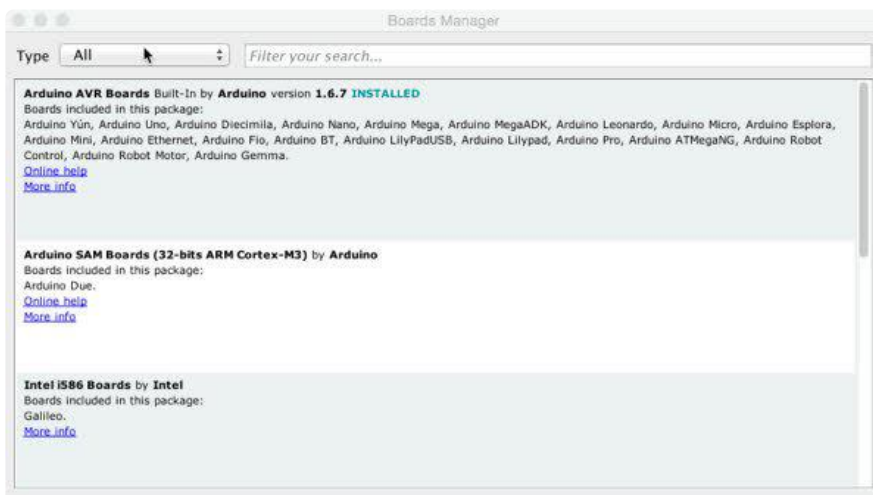 Boards Manager
Type All Filter your search...
Arduino AVR Boards Built-In by Arduino version 1.6.7 INSTALLED
Boards included in this package:
Arduino Yún, Arduino Uno, Arduino Diecimila, Arduino Nano, Arduino Mega, Arduino MegaADK, Arduino Leonardo, Arduino Micro, Arduino Esplora,
Arduino Mini, Arduino Ethernet, Arduino Fio, Arduino BT, Arduino LilyPadUSB, Arduino Lilypad, Arduino Pro, Arduino ATMegaNG, Arduino Robot
Control, Arduino Robot Motor, Arduino Gemma.
Online help
More info
Arduino SAM Boards (32-bits ARM Cortex-M3) by Arduino
Boards included in this package:
Arduino Due.
Online help
More info
Intel i586 Boards by Intel
Boards included in this package:
Galileo.
More info